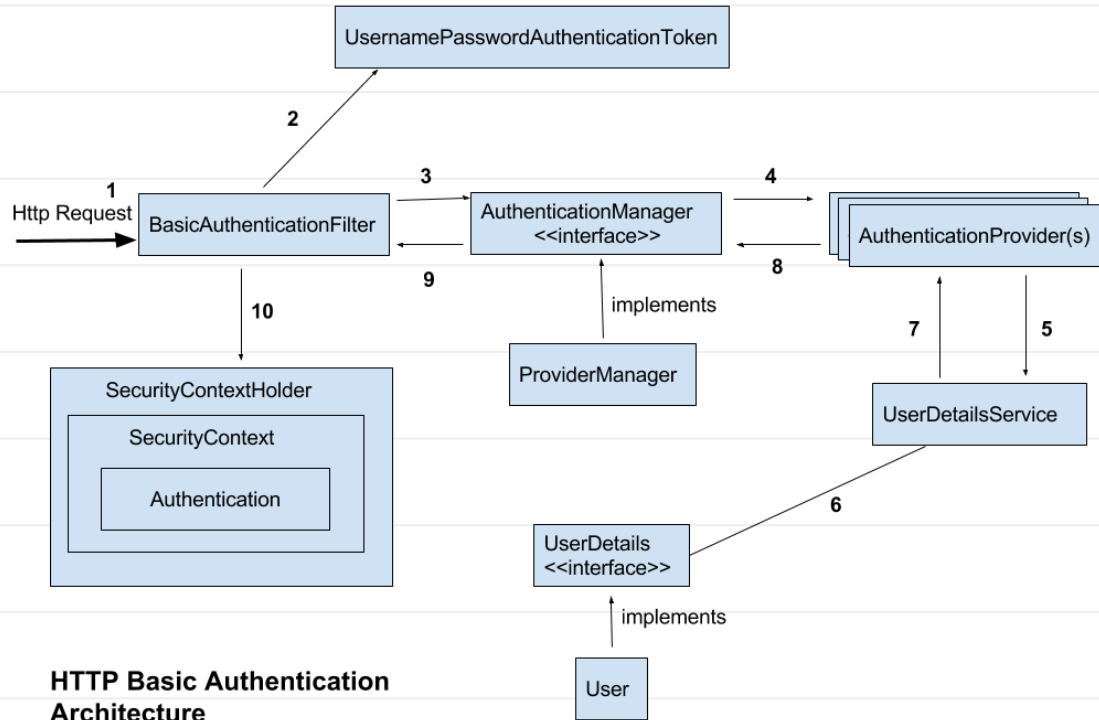 UsernamePasswordAuthenticationToken
2
1
Http Request
BasicAuthenticationFilter
3
AuthenticationManager
<<interface>>
4
AuthenticationProvider(s)
9
8
10
implements
7
5
ProviderManager
SecurityContextHolder
SecurityContext
Authentication
UserDetailsService
6
UserDetails
<<interface>>
implements
User
HTTP Basic Authentication
Architecture